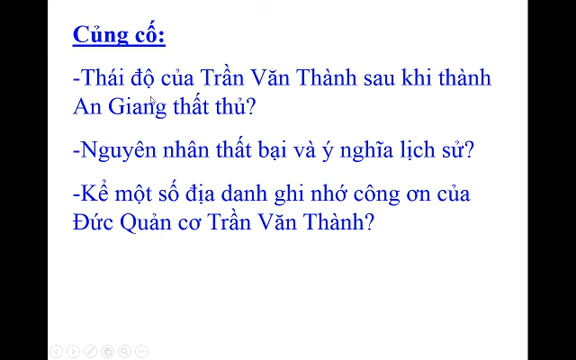 Củng cố:
-Thái độ của Trần Văn Thành sau khi thành
An Giang thất thủ?
-Nguyên nhân thất bại và ý nghĩa lịch sử?
-Kể một số địa danh ghi nhớ công ơn của
Đức Quản cơ Trần Văn Thành?